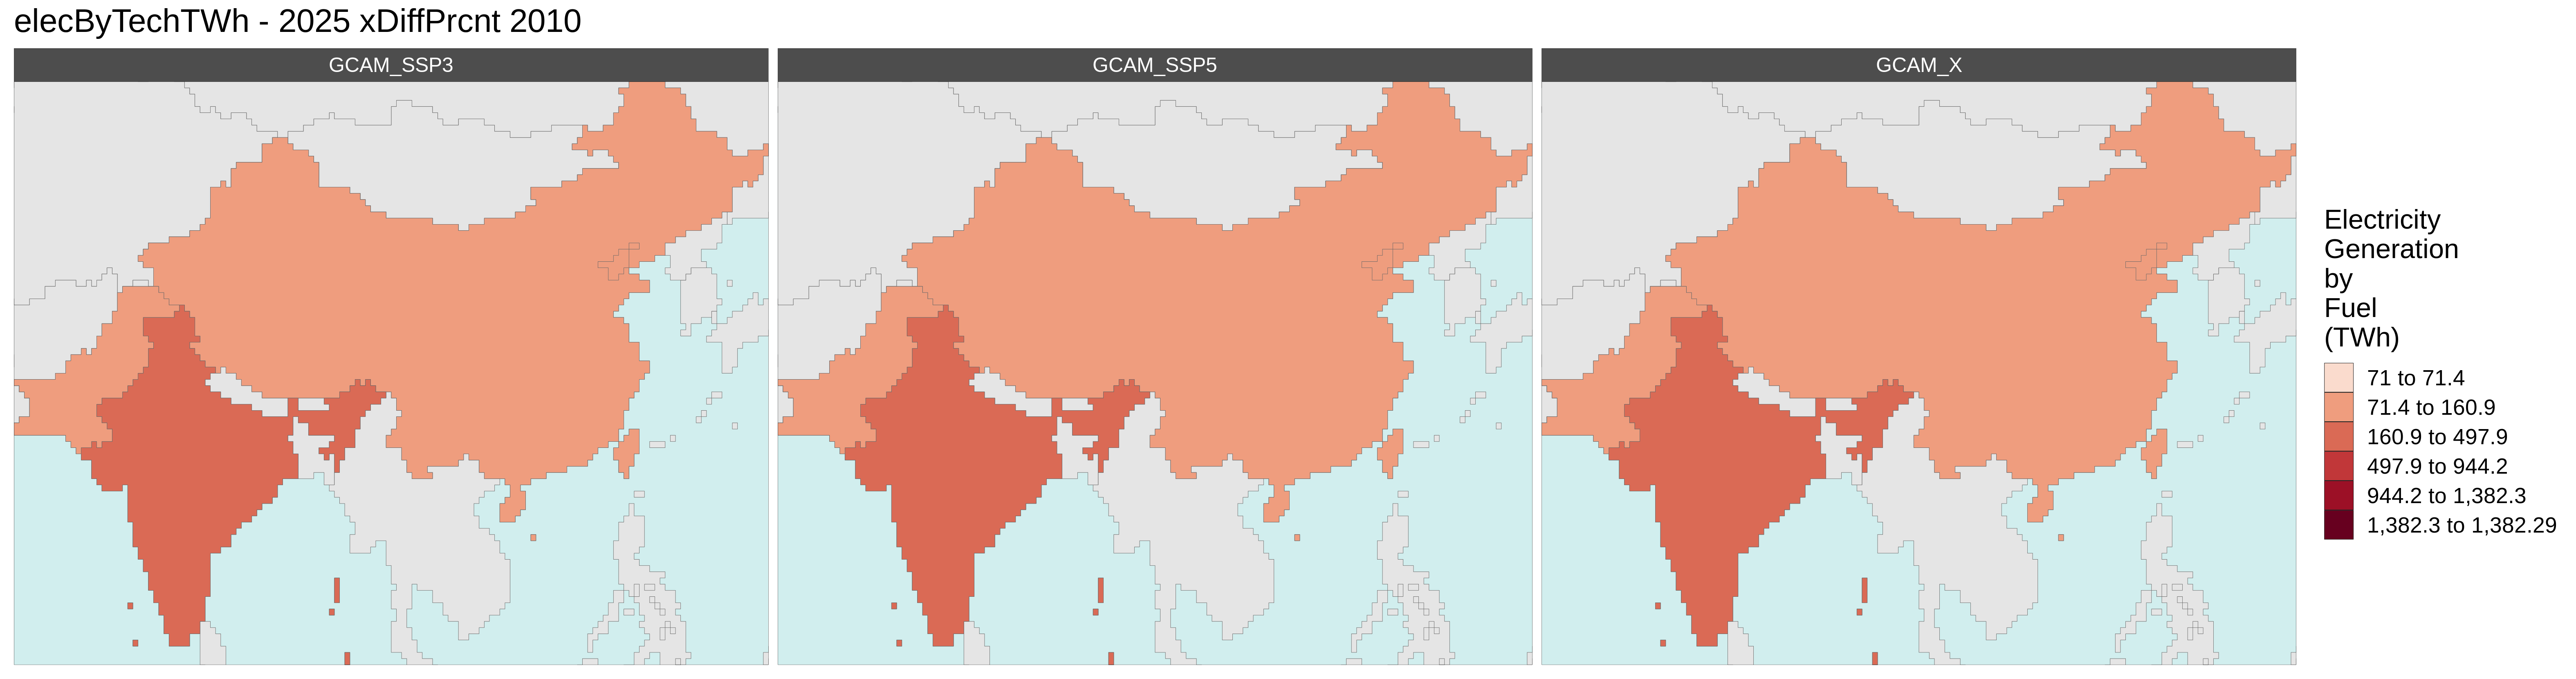 elecByTechTWh - 2025 xDiffPrcnt 2010
GCAM_SSP3
GCAM_SSP5
GCAM_X
Electricity
Generation
by
Fuel
(TWh)
71 to 71.4
71.4 to 160.9
160.9 to 497.9
497.9 to 944.2
944.2 to 1,382.3
1,382.3 to 1,382.29